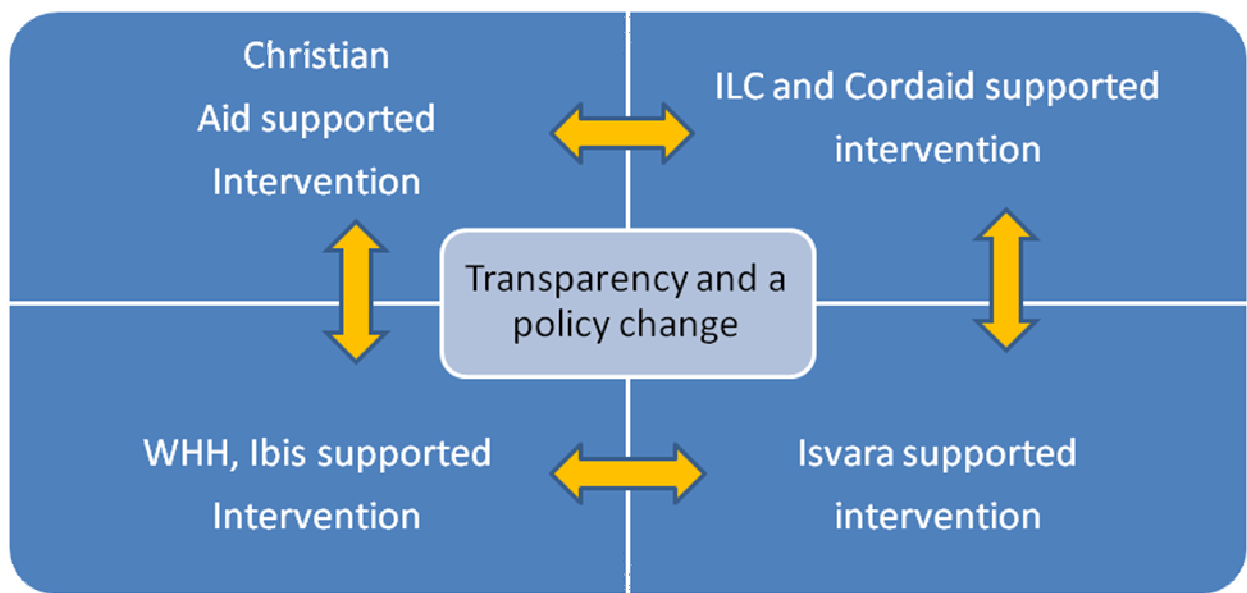 Christian
Aid supported
Intervention
ILC and Cordaid supported
intervention
Transparency and a
policy change
WHH, Ibis supported
Intervention
Isvara supported
intervention